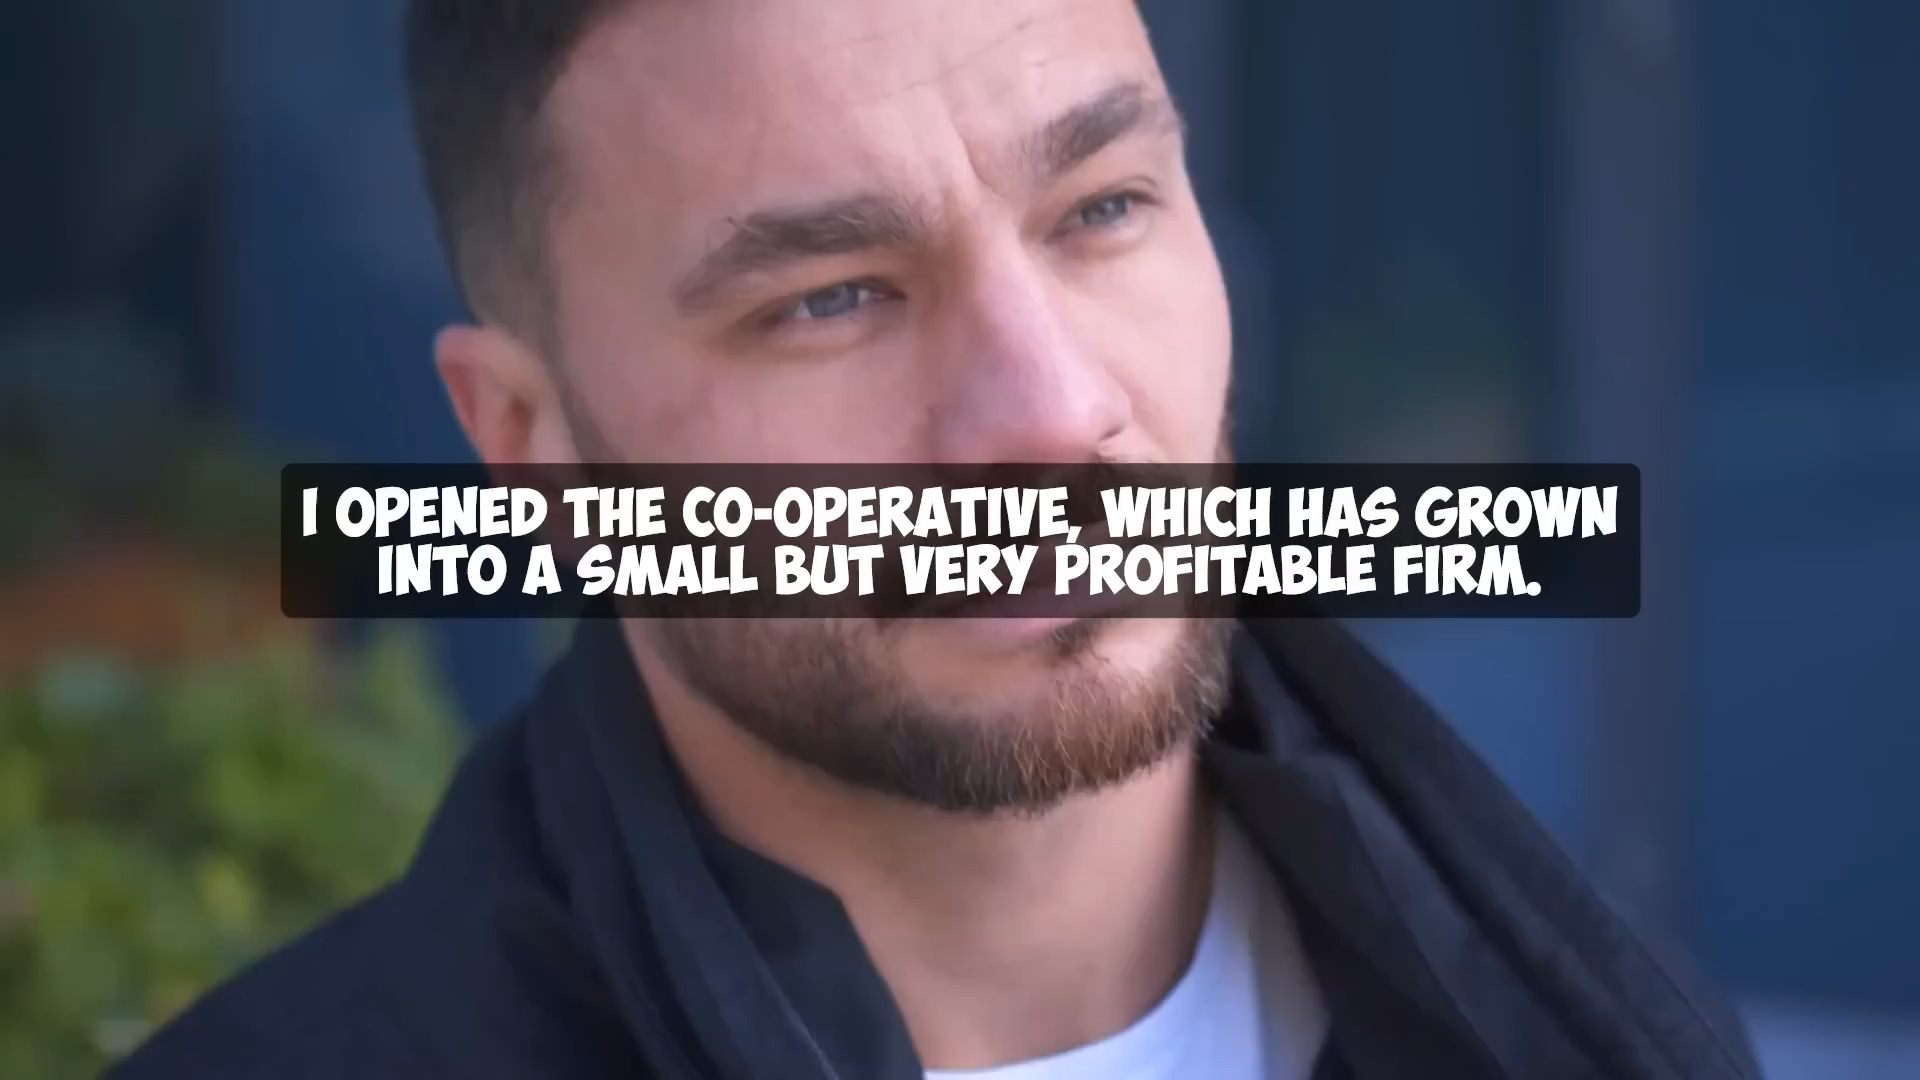 I OPENED THE CO-OPERATIVE, WHICH HAS GROWN
INTO A SMALL BUT VERY PROFITABLE FIRM.